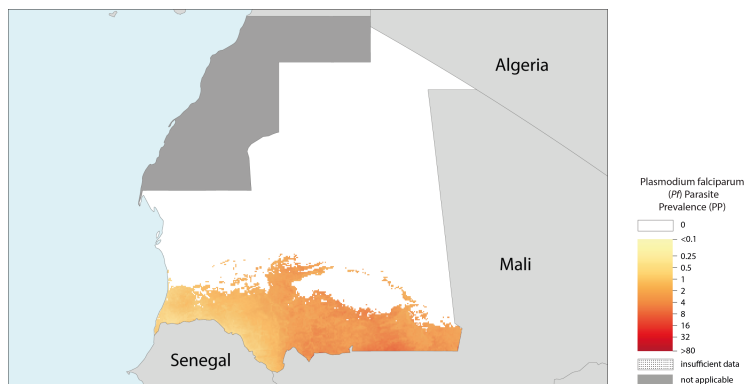 Algeria
Mali
Senegal
Plasmodium falciparum
(Pf) Parasite
Prevalence (PP)
0
<0.1
0.25
0.5
1
2
4
8
16
32
>80
insufficient data
not applicable